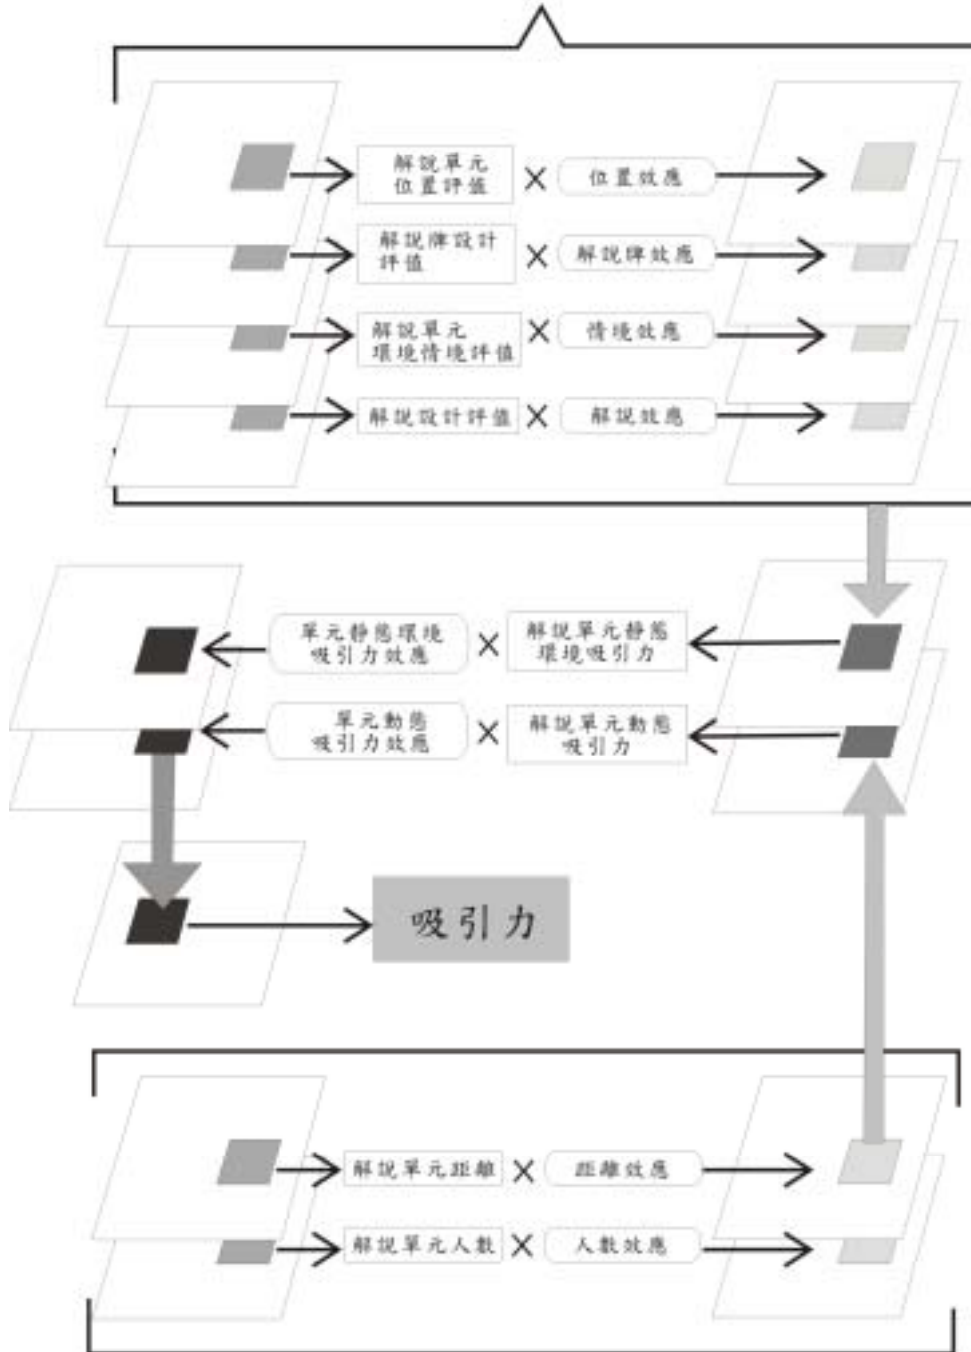 解說單元
位置評值
×
位置效應
解說牌設計
評值
×
解說牌效應
解說單元
環境情境評值
×
情境效應
解說設計評值
×
解說效應
單元靜態環境
吸引力效應
×
解說單元靜態
環境吸引力
單元動態
吸引力效應
×
解說單元動態
吸引力
吸引力
解說單元距離
×
距離效應
解說單元人數
×
人數效應